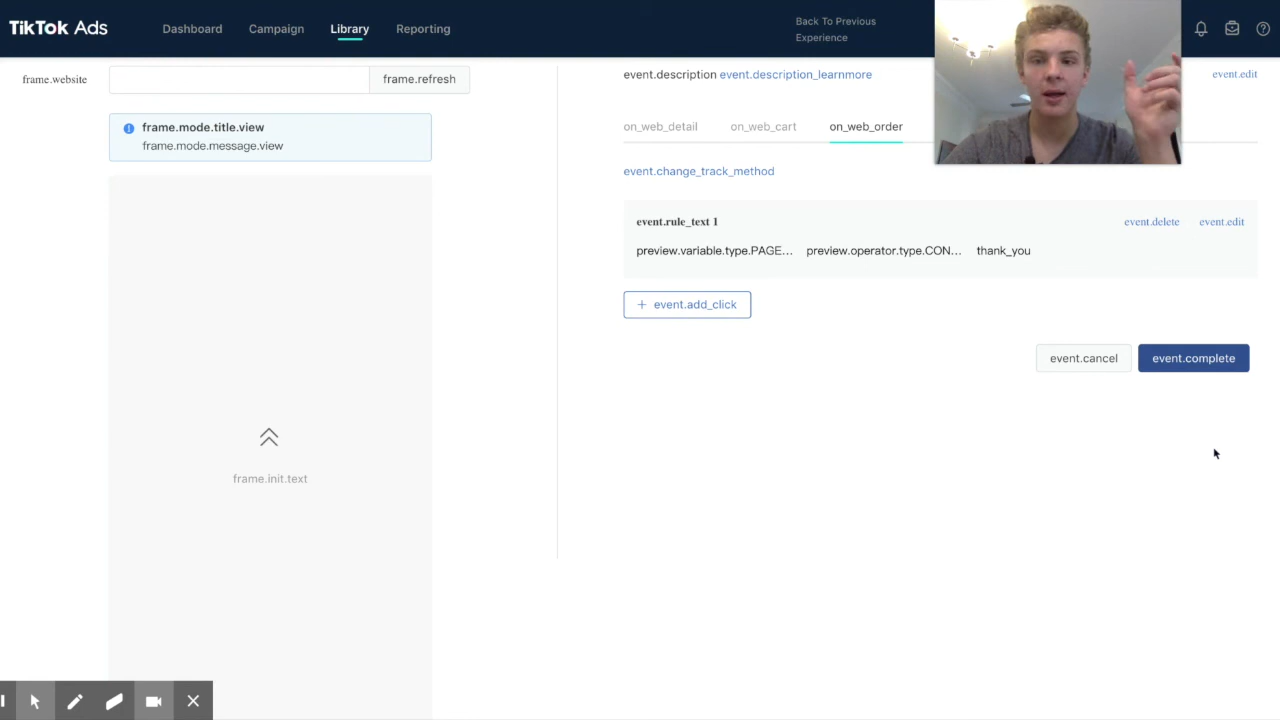 TikTok Ads
Dashboard
Campaign
Library
Reporting
Back To Previous
Experience
frame.website
frame.refresh
frame.mode.title.view
frame.mode.message.view
frame.init.text
event.description event.description_learnmore
event.edit
on_web_detail
on_web_cart
on_web_order
event.change_track_method
event.rule_text 1
event.delete
event.edit
preview.variable.type.PAGE...
preview.operator.type.CON...
thank_you
+ event.add_click
event.cancel
event.complete